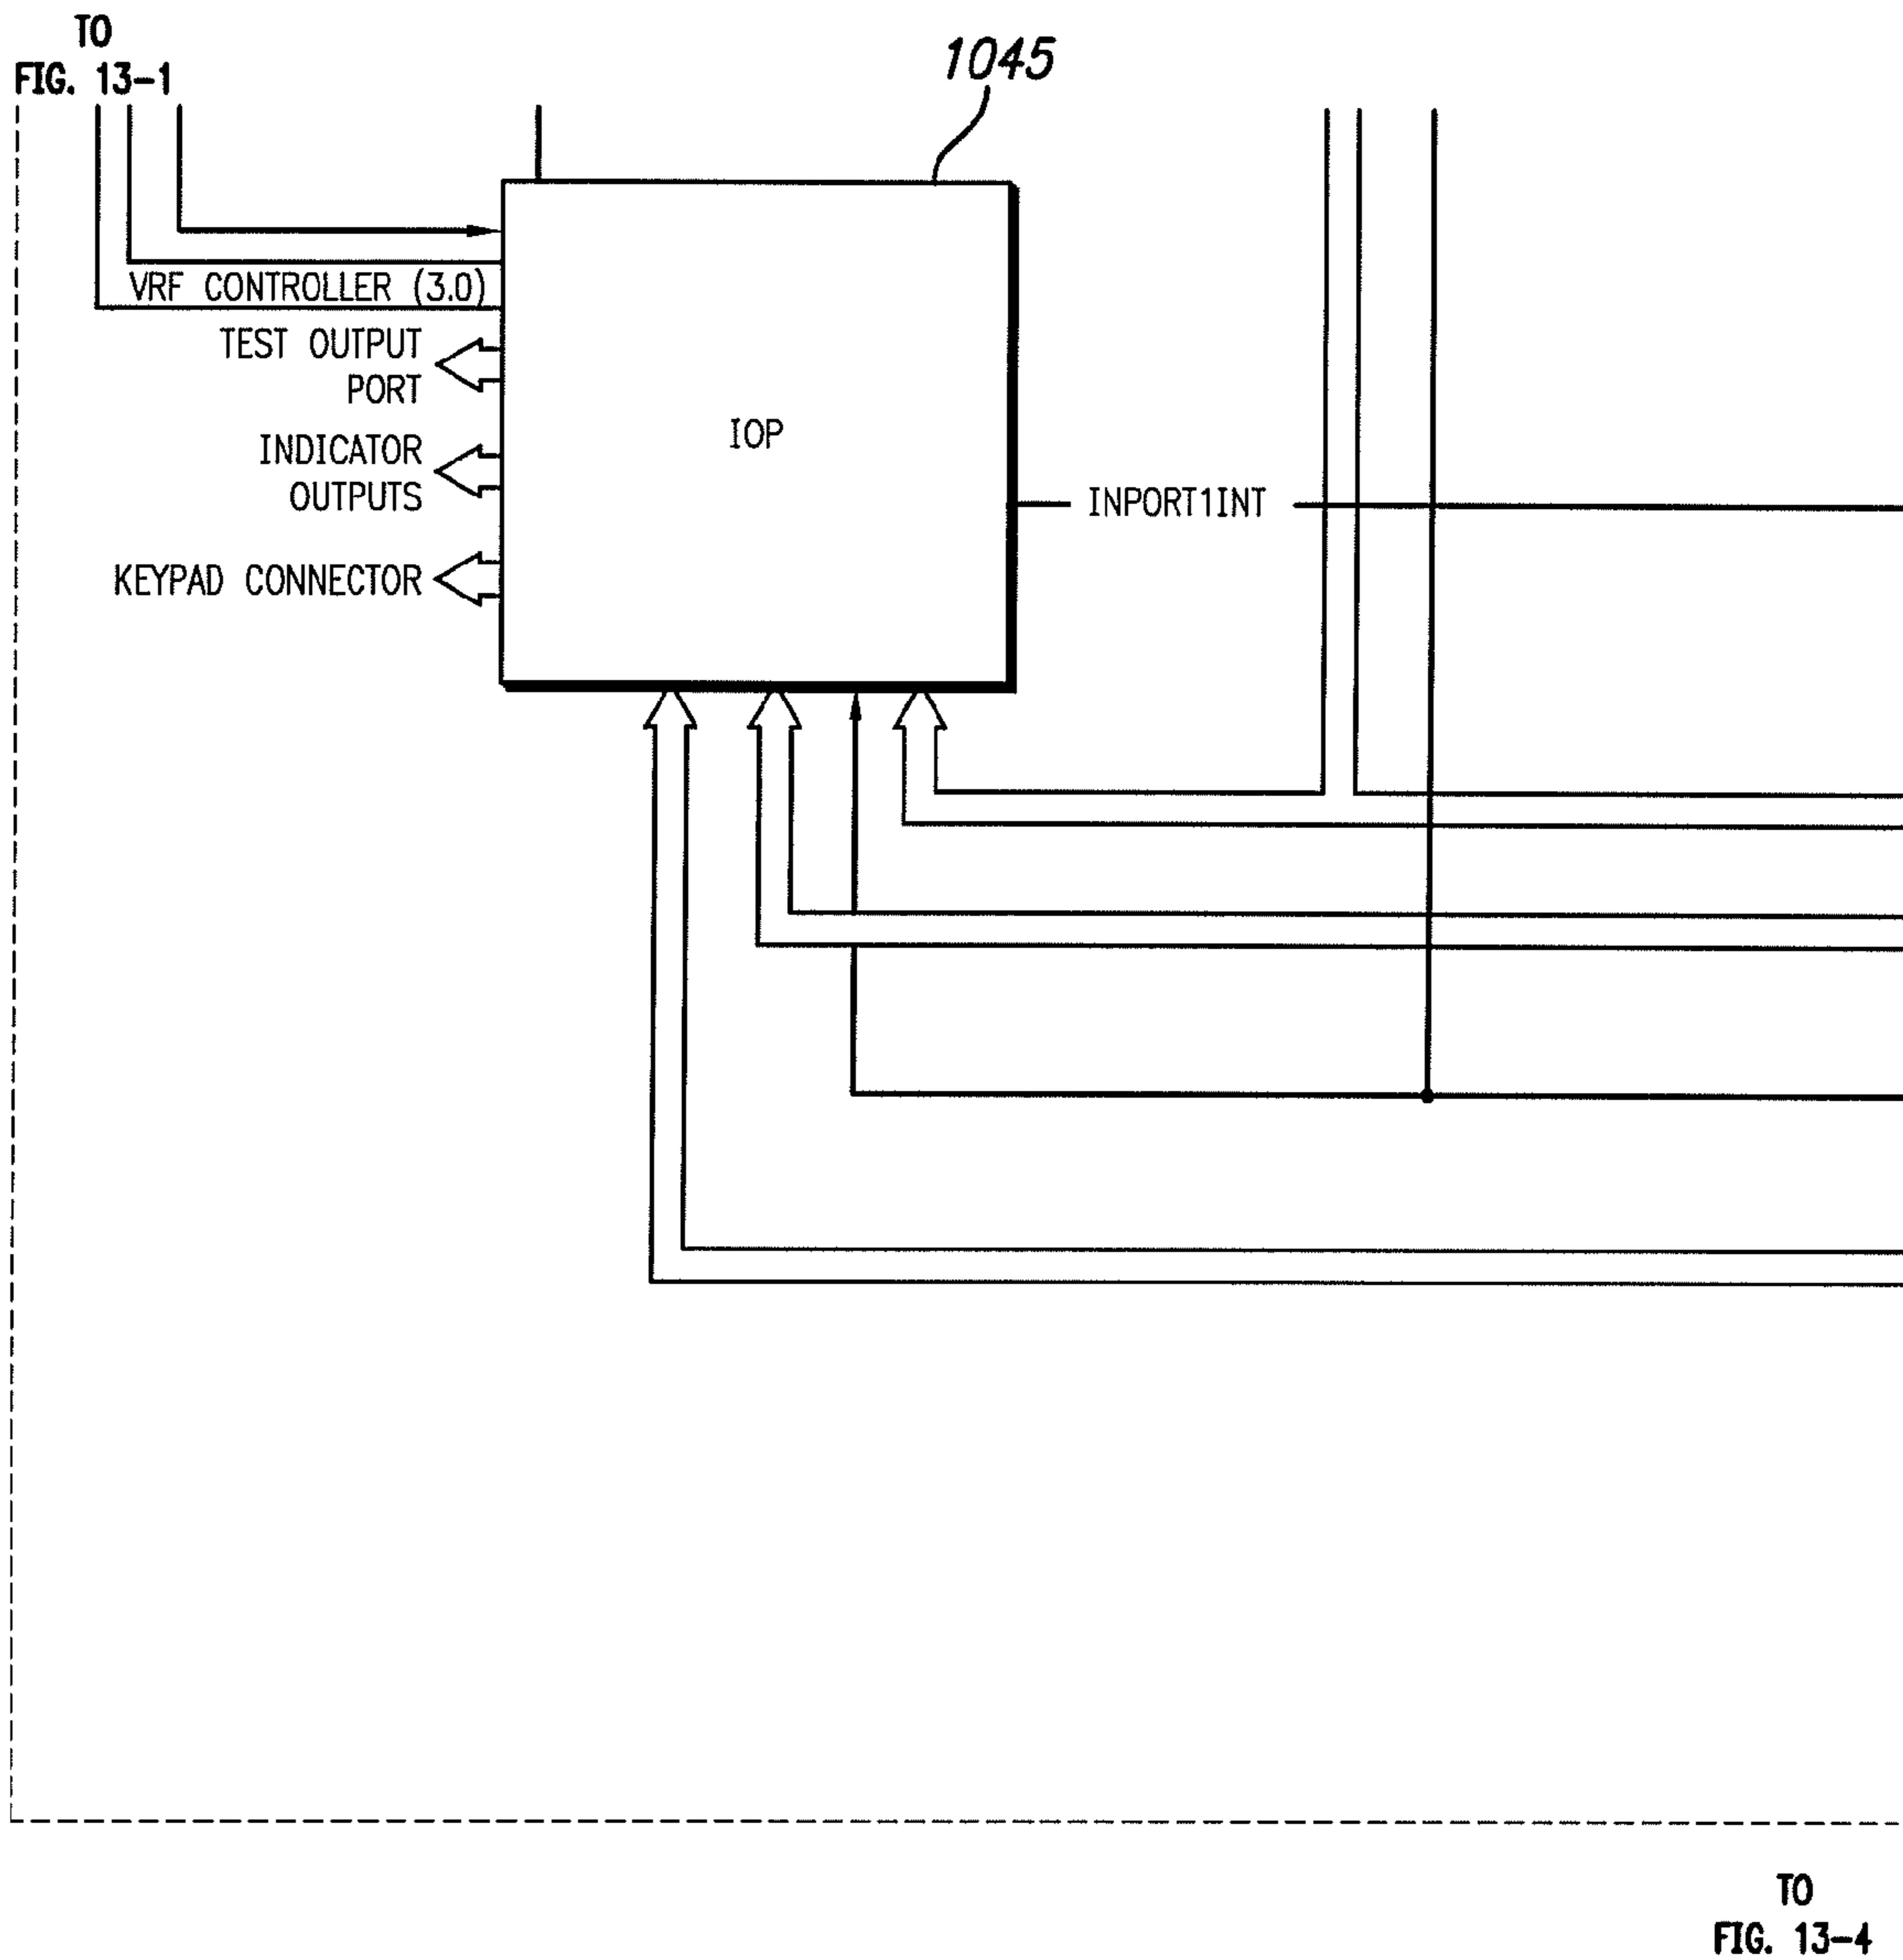 TO
FIG. 13-1
1045
VRF CONTROLLER (3.0)
TEST OUTPUT
PORT
IOP
INDICATOR
OUTPUTS
INPORT1INT
KEYPAD CONNECTOR
TO
FIG. 13-4